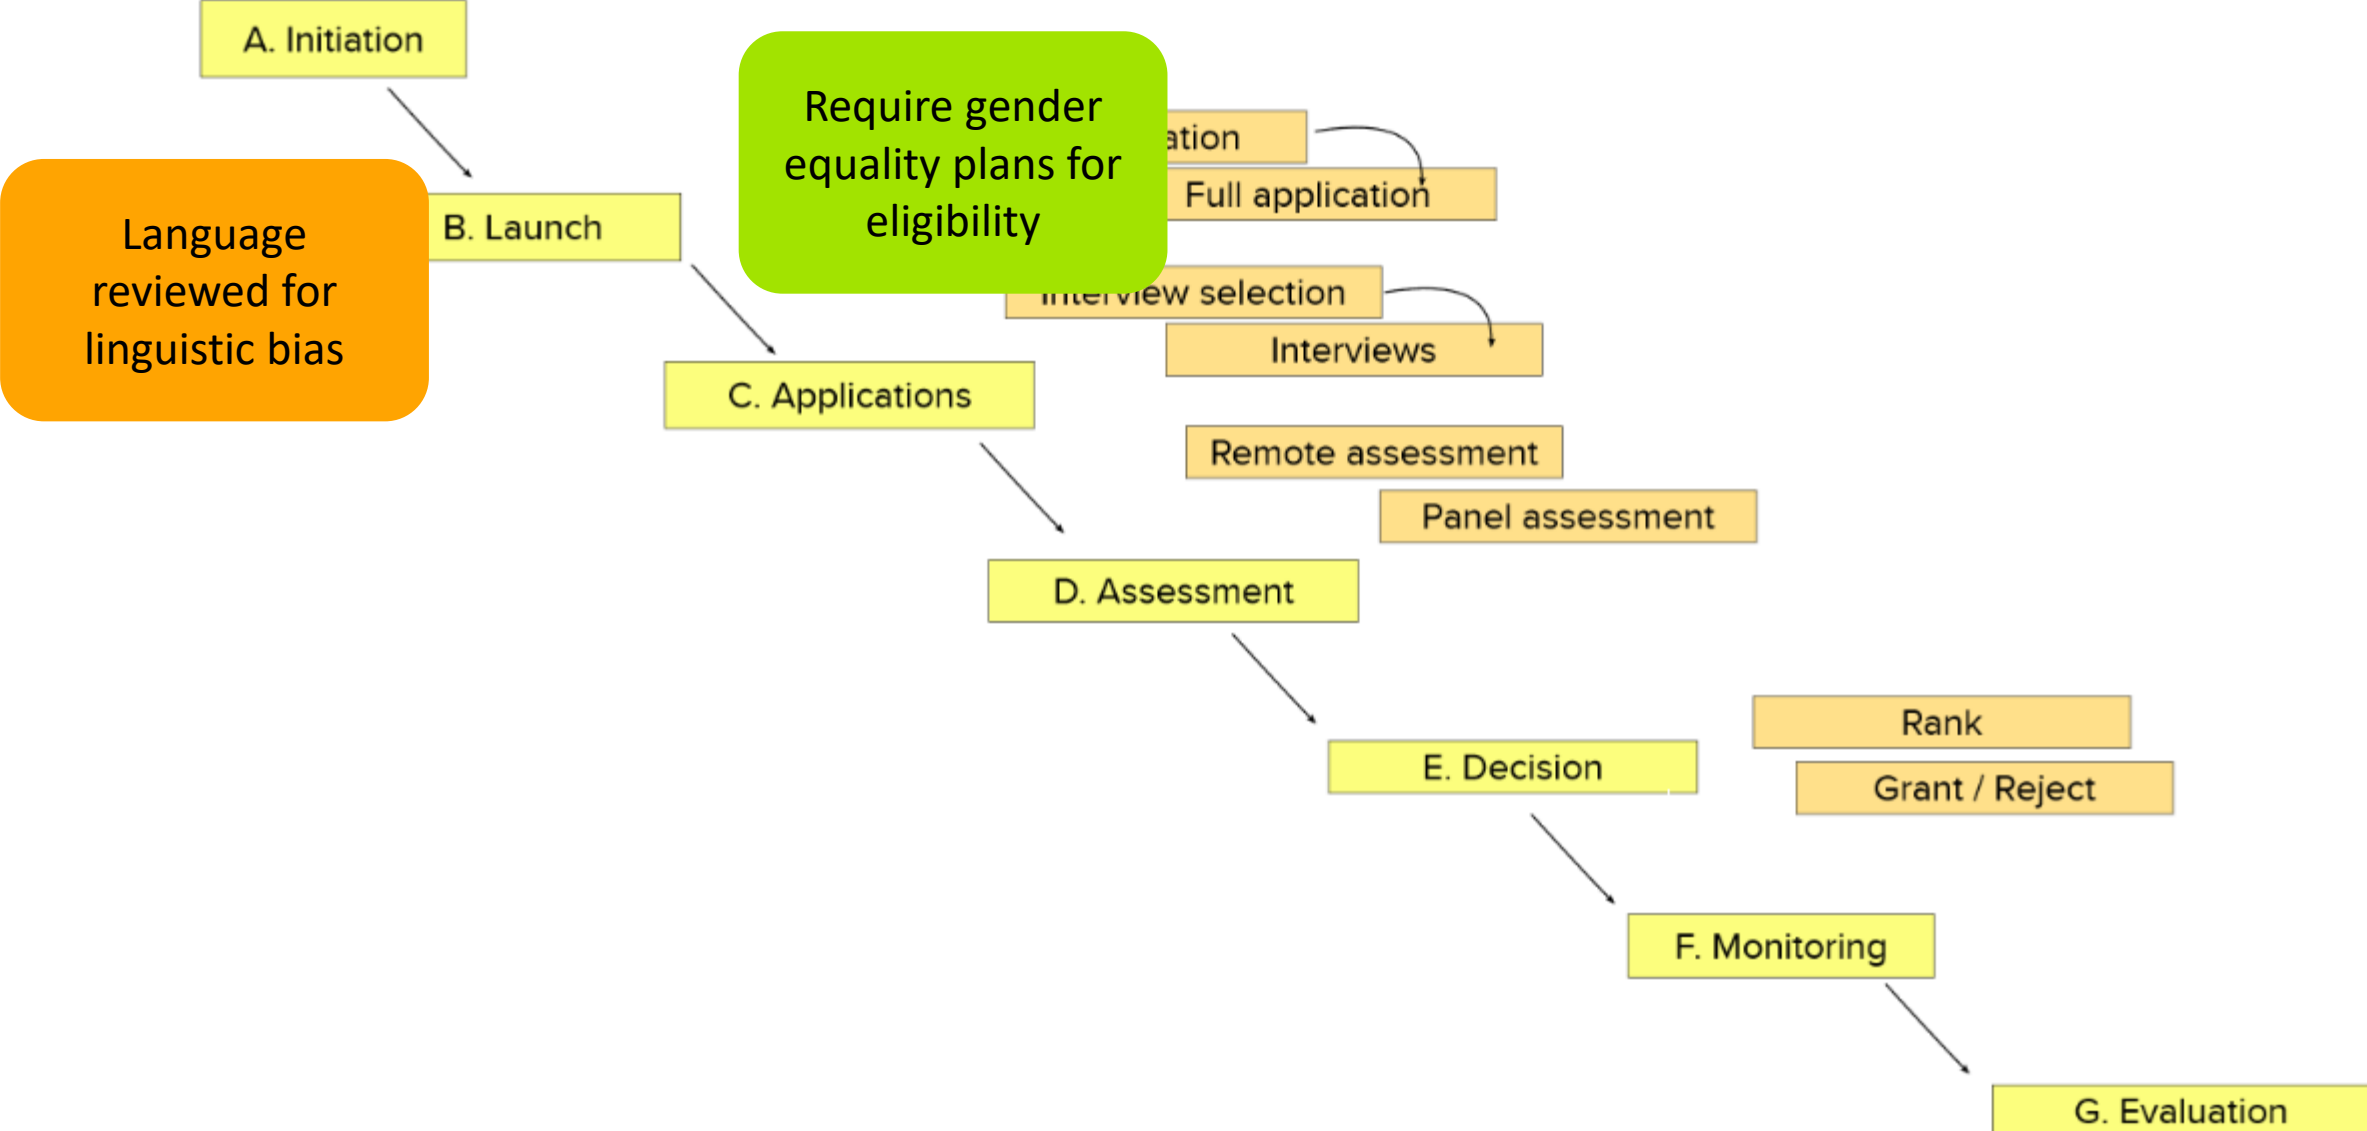 A. Initiation
Require gender
equality plans for
eligibility
ation
Full application
Language
reviewed for
linguistic bias
B. Launch
Interview selection
Interviews
C. Applications
Remote assessment
Panel assessment
D. Assessment
Rank
E. Decision
Grant / Reject
F. Monitoring
G. Evaluation